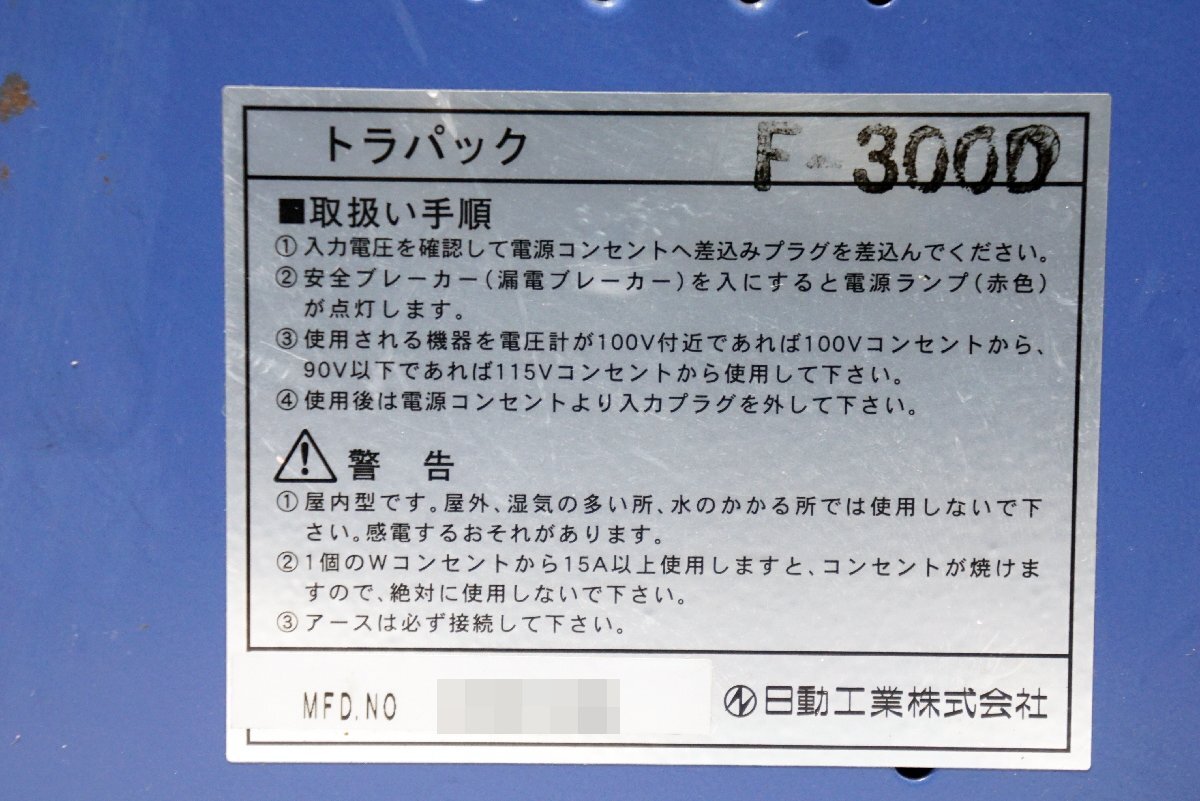 トラパック F-3000
■取扱い手順
①入力電圧を確認して電源コンセントへ差込みプラグを差込んでください。
②安全ブレーカー(漏電ブレーカー)を入にすると電源ランプ(赤色)
が点灯します。
③使用される機器を電圧計が100V付近であれば100Vコンセントから、
90V以下であれば115Vコンセントから使用して下さい。
④使用後は電源コンセントより入力プラグを外して下さい。
警 告
①屋内型です。屋外、湿気の多い所、水のかかる所では使用しないで下
さい。感電するおそれがあります。
②1個のWコンセントから15A以上使用しますと、コンセントが焼けま
すので、絶対に使用しないで下さい。
③アースは必ず接続して下さい。
MFD.NO 日動工業株式会社